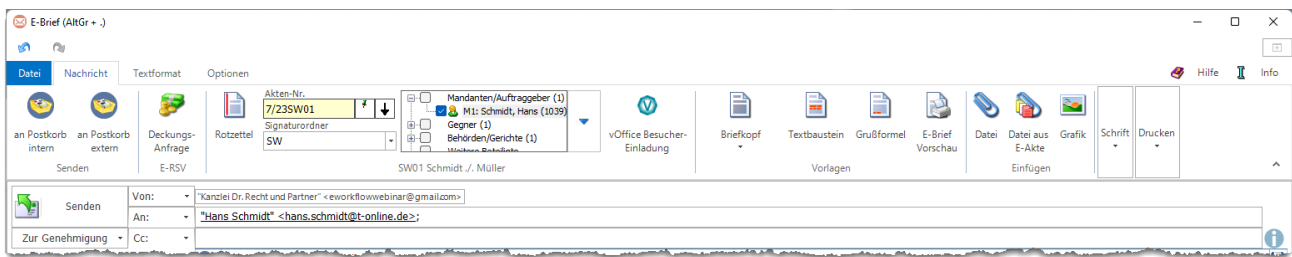 E-Brief (AltGr + .)
Datei Nachricht Textformat Optionen Hilfe Info
an Postkorb intern
an Postkorb extern
Senden
Deckungs-Anfrage
E-RSV
Rotzettel
Akten-Nr.
7/23SW01
Signaturordner
SW
Mandanten/Auftraggeber (1)
M1: Schmidt, Hans (1039)
Gegner (1)
Behörden/Gerichte (1)
Weitere Beteiligte
SW01 Schmidt ./. Müller
vOffice Besucher-Einladung
Briefkopf
Textbaustein
Grußformel
E-Brief Vorschau
Vorlagen
Datei
Datei aus E-Akte
Grafik
Einfügen
Schrift
Drucken
Senden
Von: "Kanzlei Dr. Recht und Partner" <eworkflowwebinar@gmail.com>
An: "Hans Schmidt" <hans.schmidt@t-online.de>;
Zur Genehmigung
Cc: